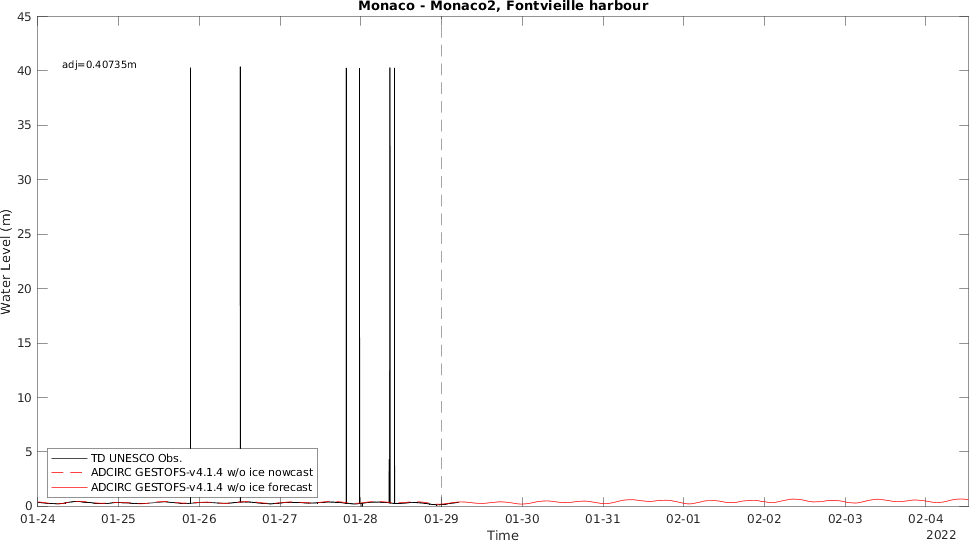 Monaco - Monaco2, Fontvieille harbour
45
40
35
30
25
20
15
10
5
0
adj=0.40735m
Water Level (m)
TD UNESCO Obs.
ADCIRC GESTOFS-v4.1.4 w/o ice nowcast
ADCIRC GESTOFS-v4.1.4 w/o ice forecast
01-24 01-25 01-26 01-27 01-28 01-29 01-30 01-31 02-01 02-02 02-03 02-04
Time
2022